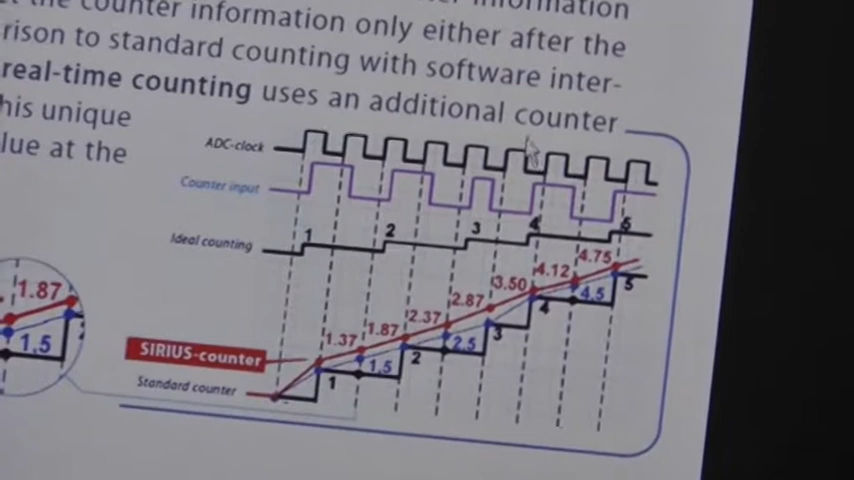 counter information only either after the
rison to standard counting with software inter-
real-time counting uses an additional counter
his unique
lue at the
ADC-clock
Counter input
Ideal counting
1 2 3 4 5
SIRIUS-counter
1.37 1.87 2.37 2.87 3.50 4.12 4.75
Standard counter
1 1.5 2 2.5 3 4 4.5 5
1.87
1,5